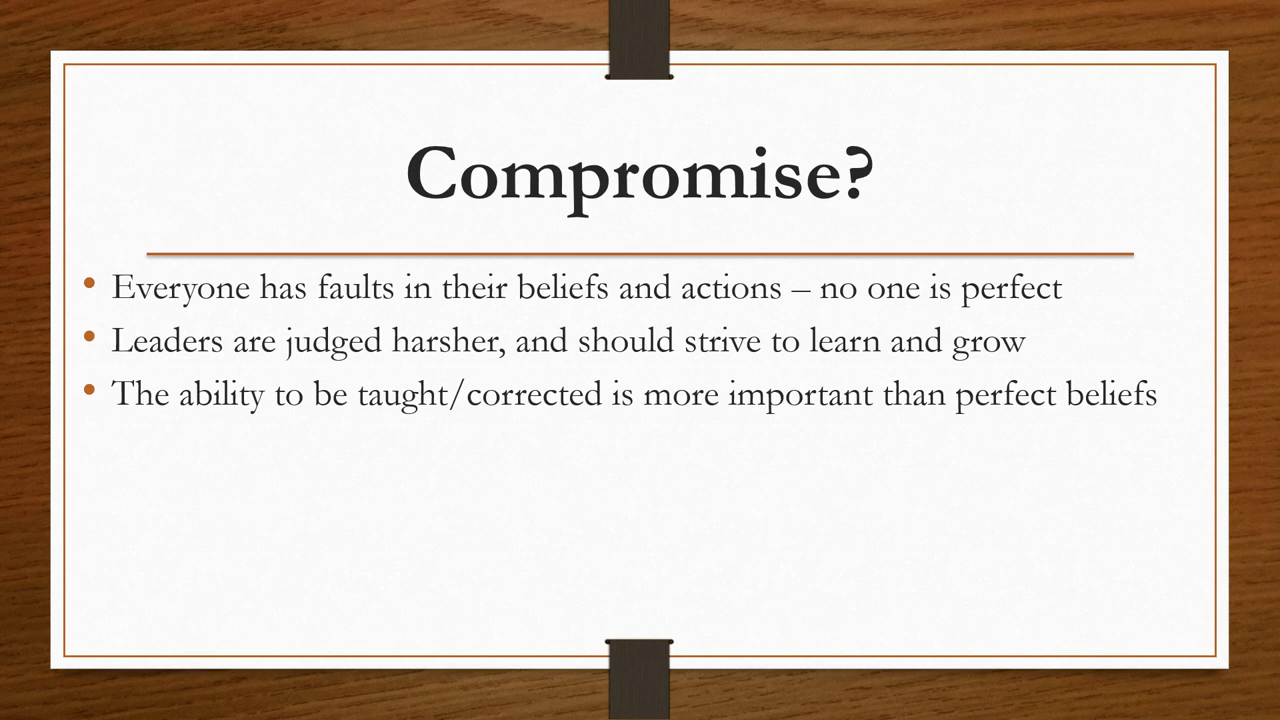 Compromise?
• Everyone has faults in their beliefs and actions – no one is perfect
• Leaders are judged harsher, and should strive to learn and grow
• The ability to be taught/corrected is more important than perfect beliefs